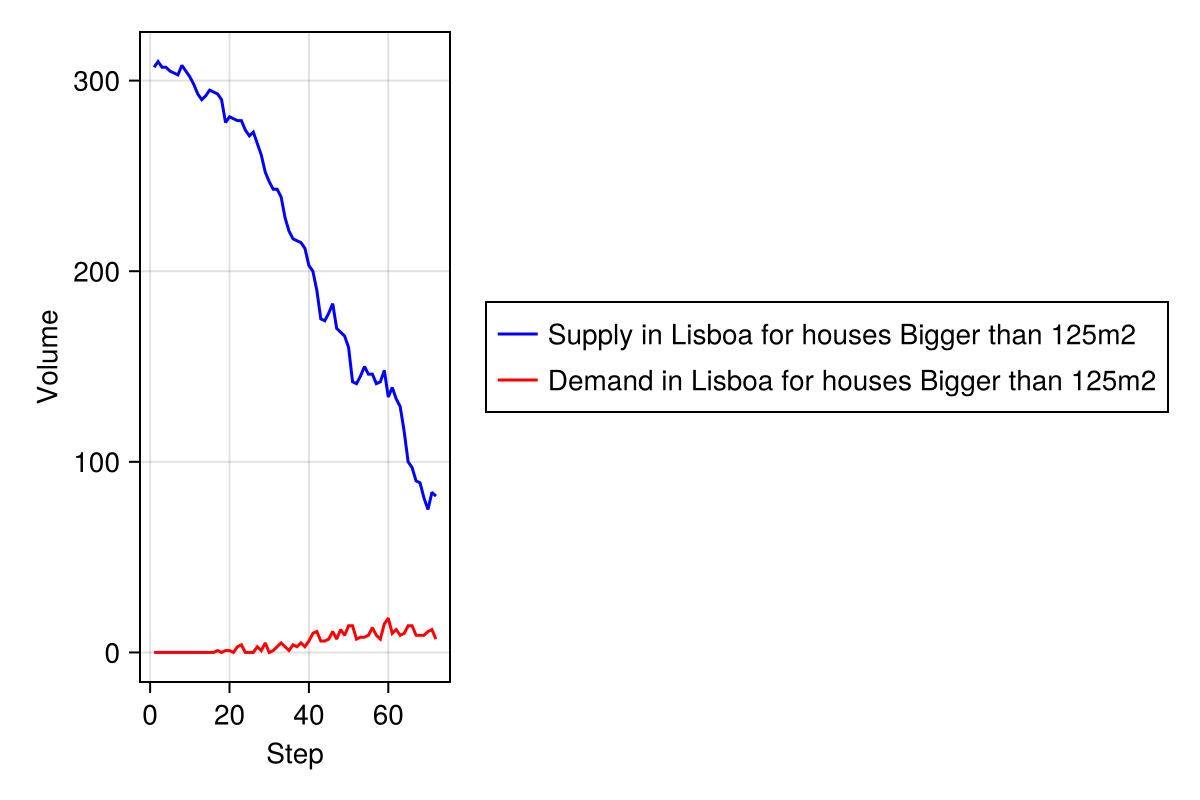 300
200
100
0
Volume
0 20 40 60
Step
Supply in Lisboa for houses Bigger than 125m2
Demand in Lisboa for houses Bigger than 125m2